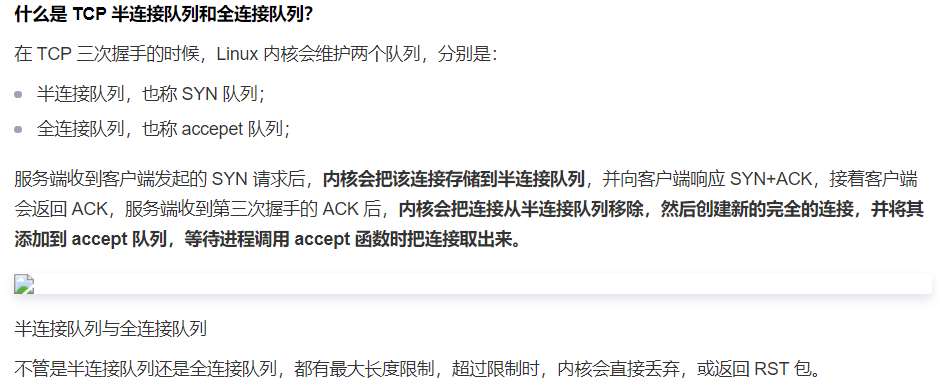 什么是 TCP 半连接队列和全连接队列?
在 TCP 三次握手的时候，Linux 内核会维护两个队列，分别是：
半连接队列，也称 SYN 队列；
全连接队列，也称 accepet 队列；
服务端收到客户端发起的 SYN 请求后，内核会把该连接存储到半连接队列，并向客户端响应 SYN+ACK，接着客户端
会返回 ACK，服务端收到第三次握手的 ACK 后，内核会把连接从半连接队列移除，然后创建新的完全的连接，并将其
添加到 accept 队列，等待进程调用 accept 函数时把连接取出来。
半连接队列与全连接队列
不管是半连接队列还是全连接队列，都有最大长度限制，超过限制时，内核会直接丢弃，或返回 RST 包。